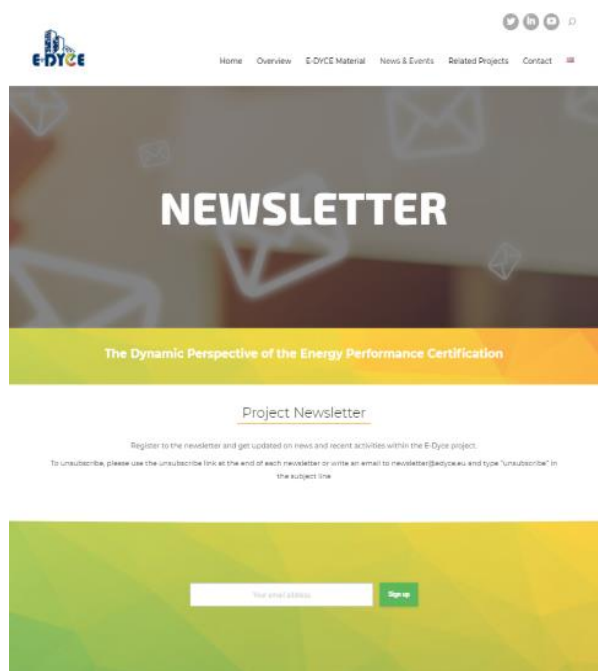 E-DYCE
Home Overview E-DYCE Material News & Events Related Projects Contact
NEWSLETTER
The Dynamic Perspective of the Energy Performance Certification
Project Newsletter
Register to the newsletter and get updated on news and recent activities within the E-Dyce project.
To unsubscribe, please use the unsubscribe link at the end of each newsletter or write an email to newsletter@edyce.eu and type "unsubscribe" in
the subject line
Your email address
Sign up